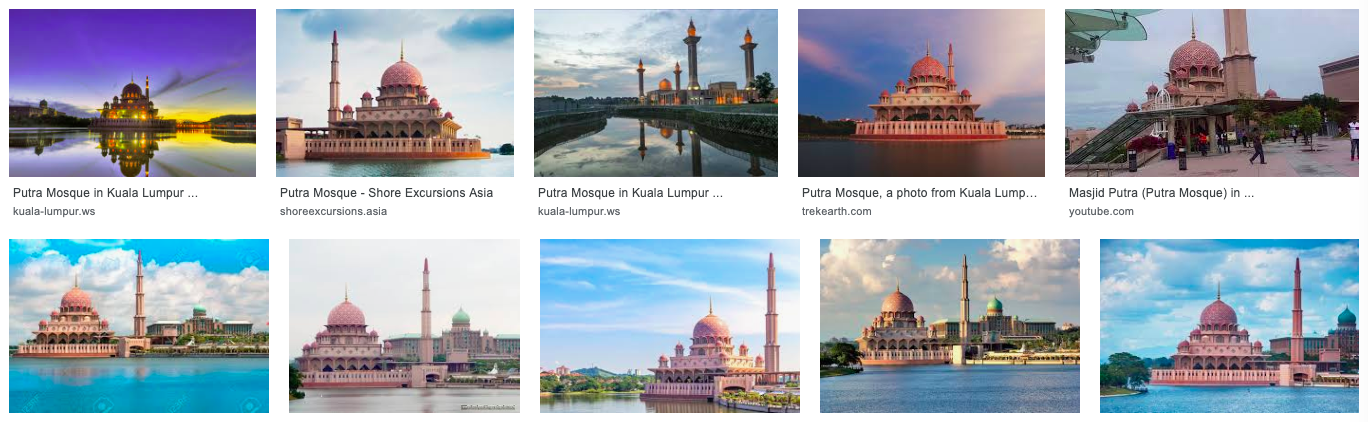 Putra Mosque in Kuala Lumpur ...
kuala-lumpur.ws
Putra Mosque - Shore Excursions Asia
shoreexcursions.asia
Putra Mosque in Kuala Lumpur ...
kuala-lumpur.ws
Putra Mosque, a photo from Kuala Lump...
trekearth.com
Masjid Putra (Putra Mosque) in ...
youtube.com